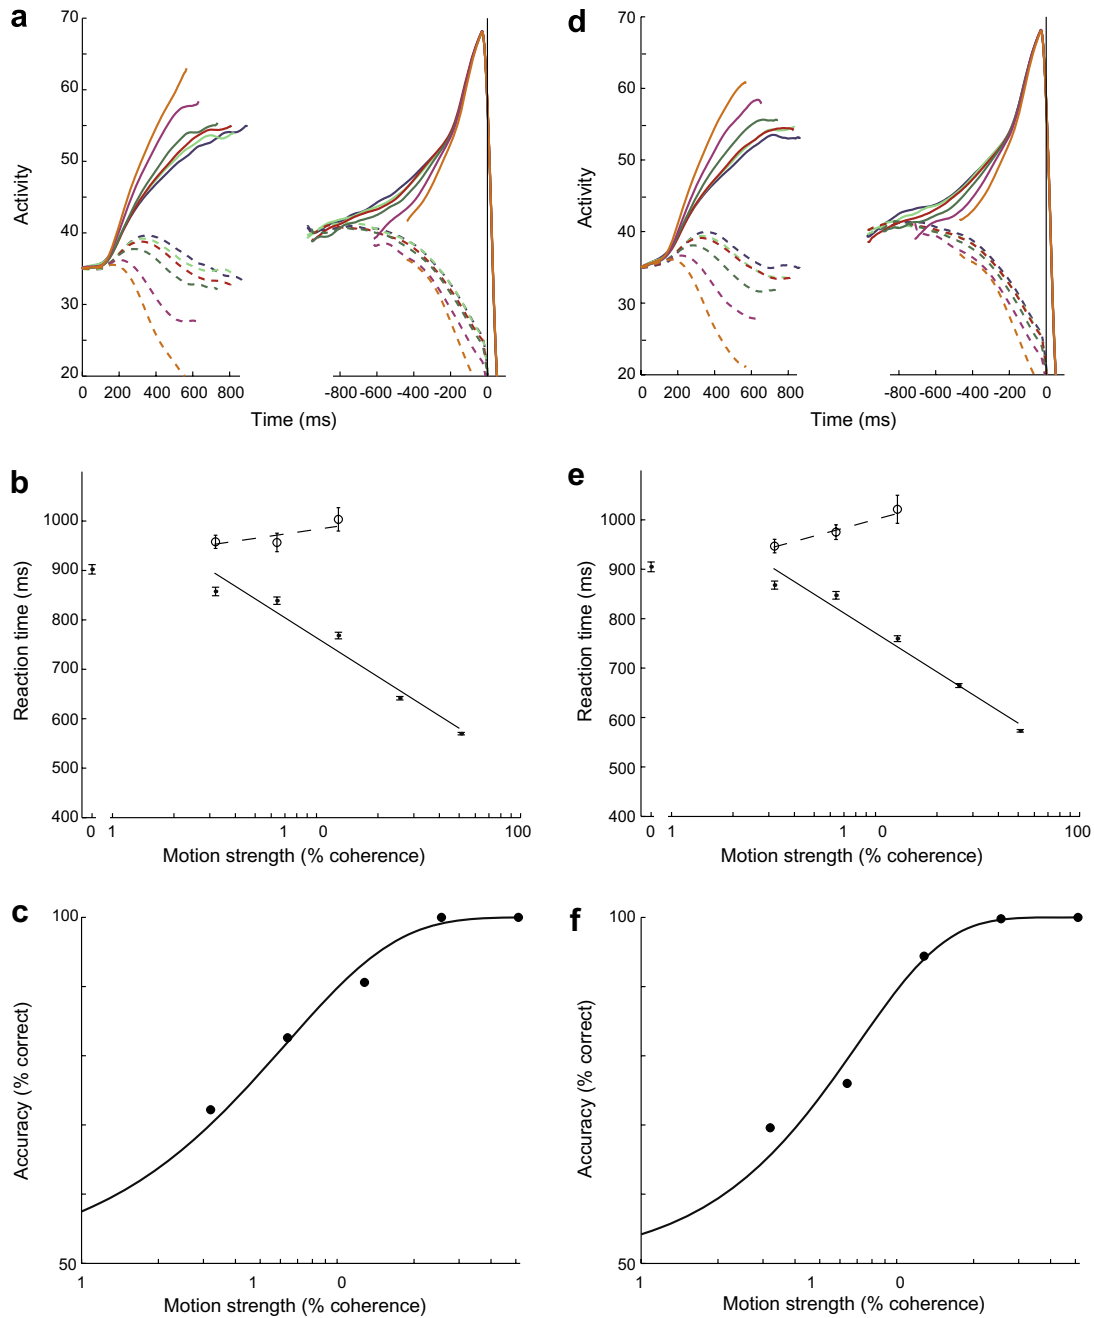 a
70
60
50
40
30
20
Activity
0 200 400 600 800
-800 -600 -400 -200 0
Time (ms)
d
70
60
50
40
30
20
Activity
0 200 400 600 800
-800 -600 -400 -200 0
Time (ms)
b
1000
900
800
700
600
500
400
Reaction time (ms)
0 1 1 0 100
Motion strength (% coherence)
e
1000
900
800
700
600
500
400
Reaction time (ms)
0 1 1 0 100
Motion strength (% coherence)
c
100
50
Accuracy (% correct)
1 1 0
Motion strength (% coherence)
f
100
50
Accuracy (% correct)
1 1 0
Motion strength (% coherence)